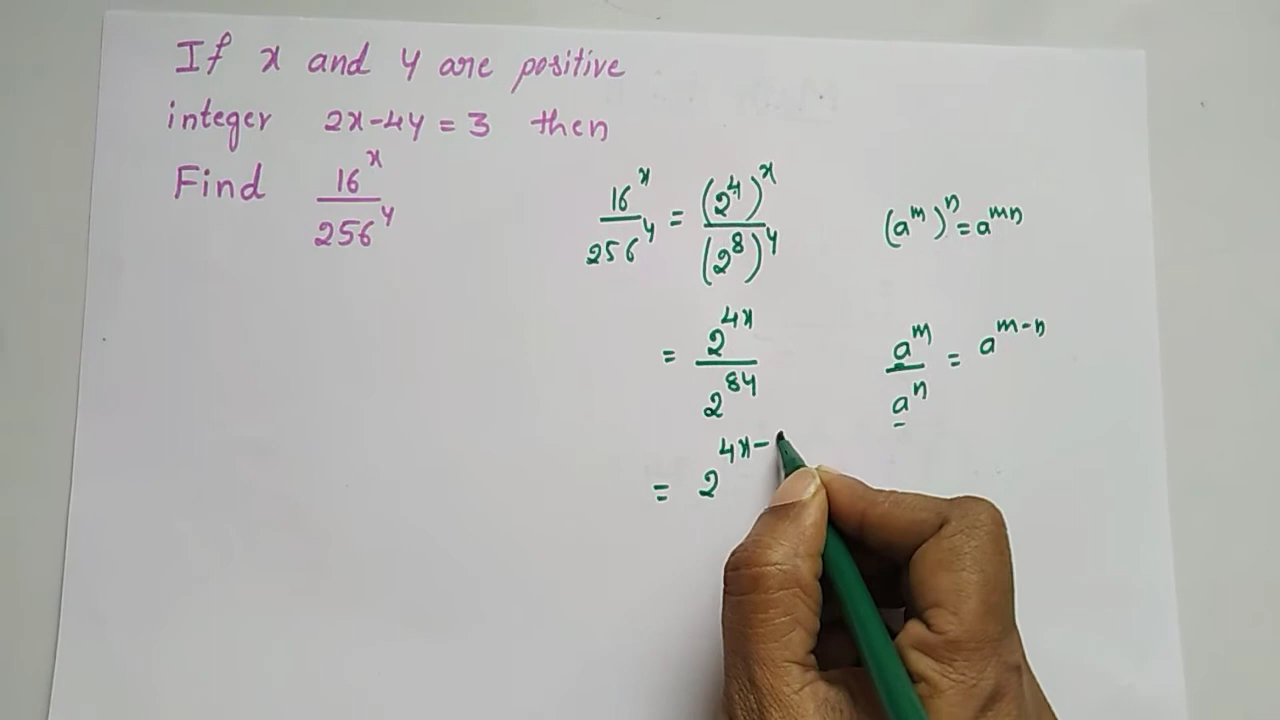 If x and y are positive
integer 2x-4y = 3 then
Find 16^x / 256^y
16^x / 256^y = (2^4)^x / (2^8)^y
(a^m)^n = a^mn
= 2^4x / 2^8y
a^m / a^n = a^m-n
= 2^4x-